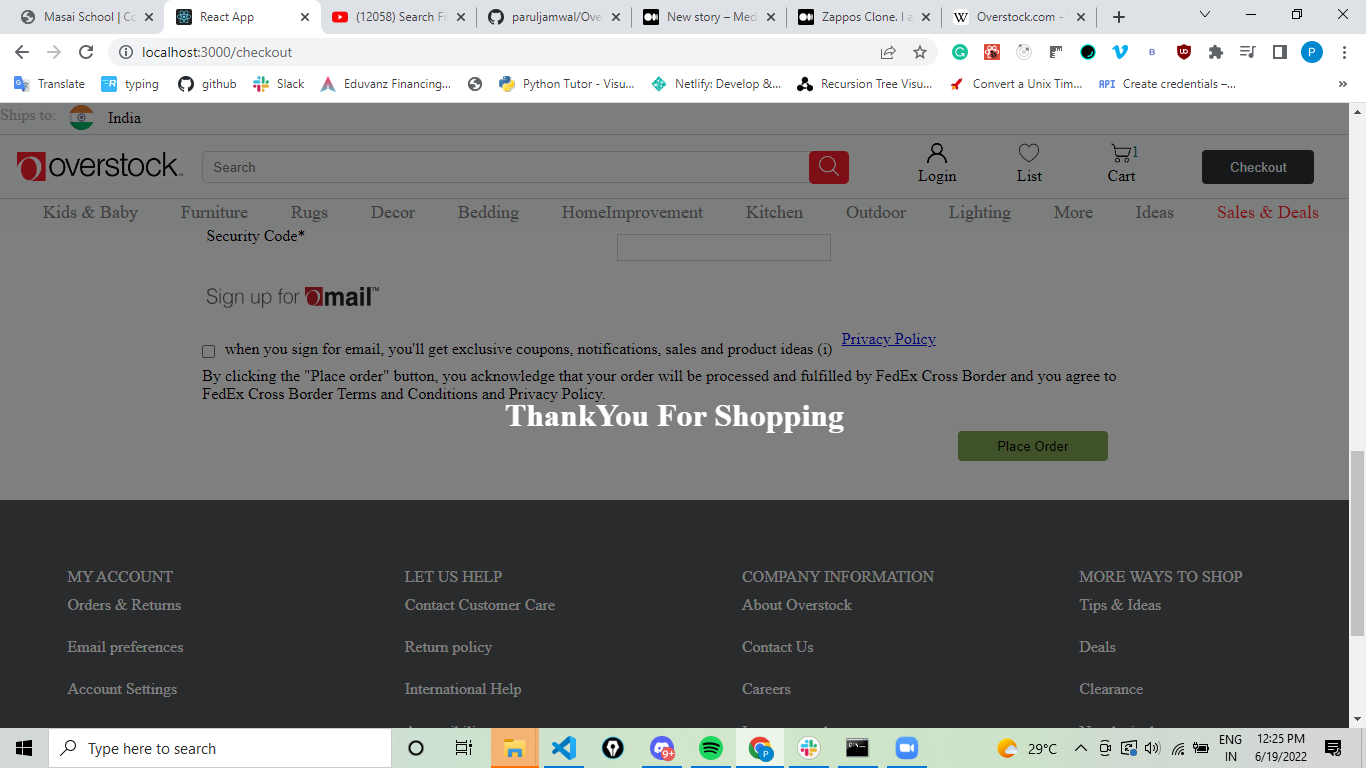 Masai School | Co
React App
(12058) Search Fi
paruljamwal/Ove
New story – Med
Zappos Clone. I a
Overstock.com -
localhost:3000/checkout
P
Translate
typing
github
Slack
Eduvanz Financing...
Python Tutor - Visu...
Netlify: Develop &...
Recursion Tree Visu...
Convert a Unix Tim...
API Create credentials –...
»
Ships to: India
overstock
Search
Login
List
1
Cart
Checkout
Kids & Baby Furniture Rugs Decor Bedding HomeImprovement Kitchen Outdoor Lighting More Ideas Sales & Deals
Security Code*
Sign up for Omail™
when you sign for email, you'll get exclusive coupons, notifications, sales and product ideas (i) Privacy Policy
By clicking the "Place order" button, you acknowledge that your order will be processed and fulfilled by FedEx Cross Border and you agree to
FedEx Cross Border Terms and Conditions and Privacy Policy.
ThankYou For Shopping
Place Order
MY ACCOUNT LET US HELP COMPANY INFORMATION MORE WAYS TO SHOP
Orders & Returns Contact Customer Care About Overstock Tips & Ideas
Email preferences Return policy Contact Us Deals
Account Settings International Help Careers Clearance
Type here to search
9+
P
29°C
ENG
IN
12:25 PM
6/19/2022